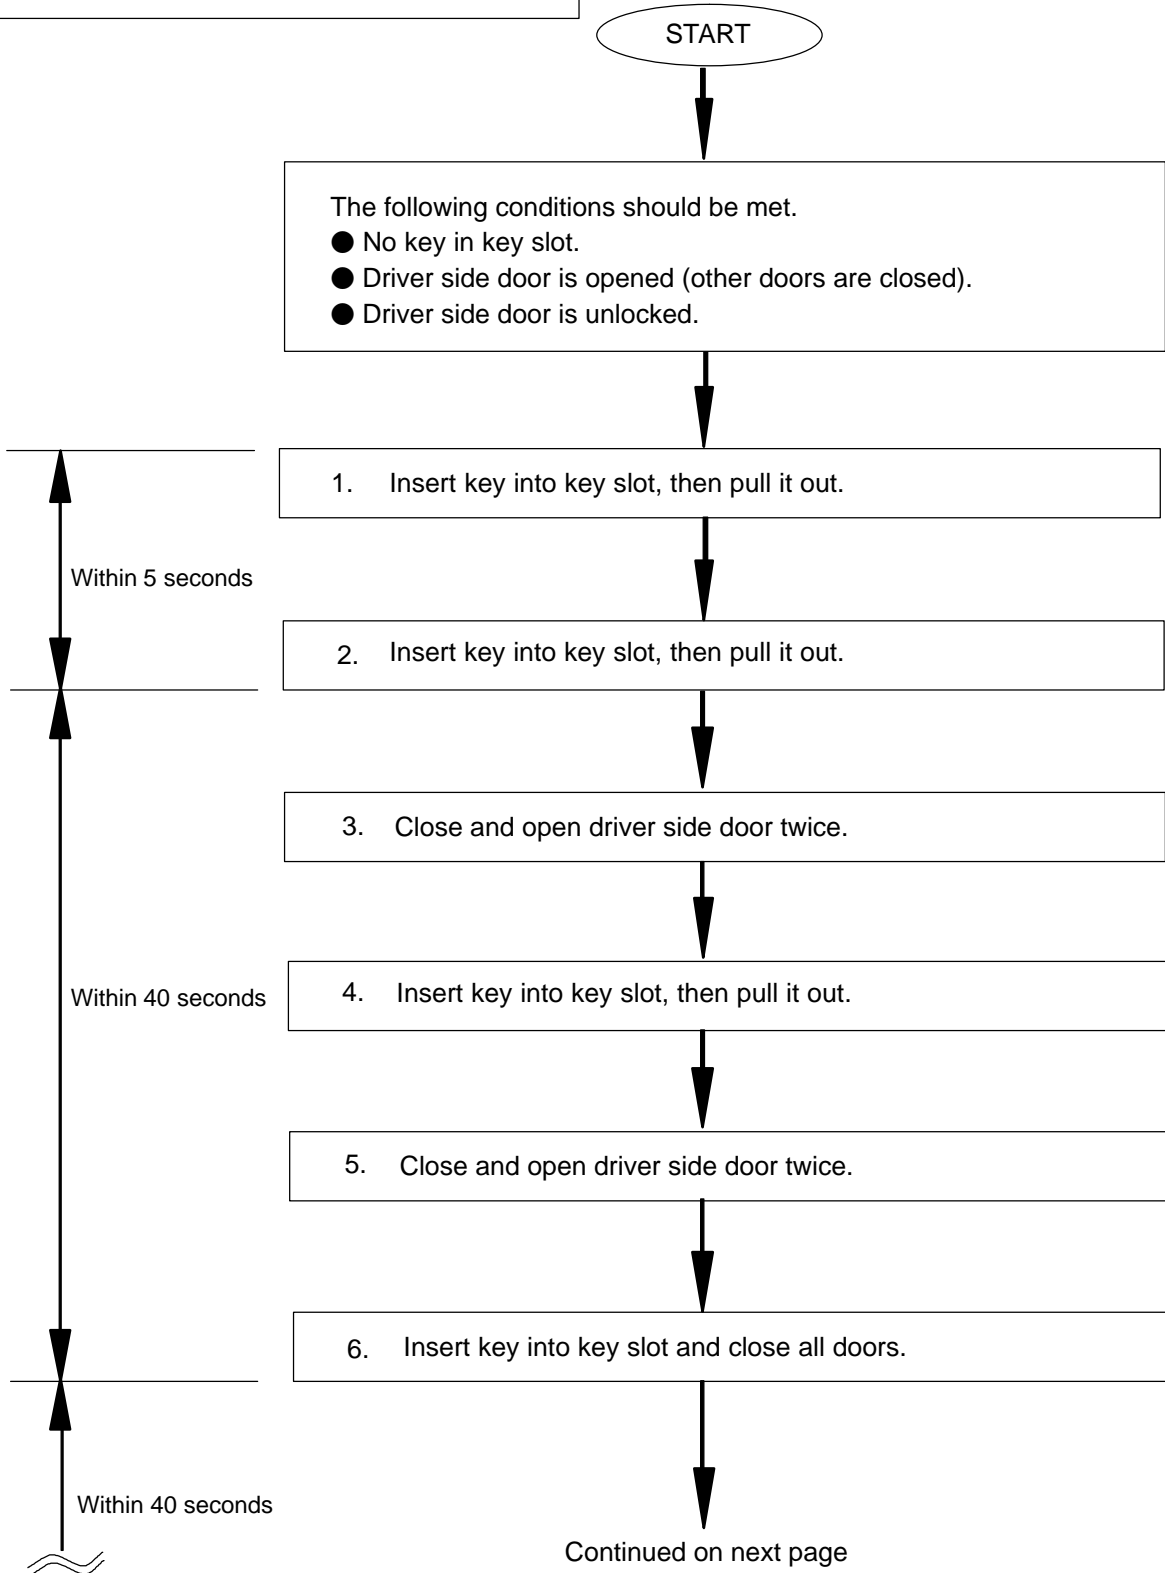 START
The following conditions should be met.
● No key in key slot.
● Driver side door is opened (other doors are closed).
● Driver side door is unlocked.
1. Insert key into key slot, then pull it out.
Within 5 seconds
2. Insert key into key slot, then pull it out.
3. Close and open driver side door twice.
Within 40 seconds
4. Insert key into key slot, then pull it out.
5. Close and open driver side door twice.
6. Insert key into key slot and close all doors.
Within 40 seconds
Continued on next page